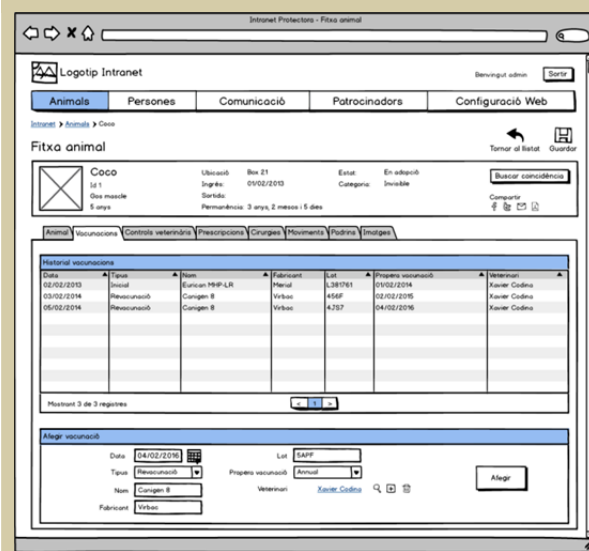 Intranet Protectora - Fitxa animal
Logotip Intranet
Benvingut admin Sortir
Animals Persones Comunicació Patrocinadors Configuració Web
Intranet > Animals > Coco
Fitxa animal
Tornar al llistat Guardar
Coco
Id 1
Gos mascle
5 anys
Ubicació Box 21
Ingrés: 01/02/2013
Sortida:
Permanència: 3 anys, 2 mesos i 5 dies
Estat: En adopció
Categoria: Invisible
Buscar coincidència
Compartir
Animal Vacunacions Controls veterinàris Prescripcions Cirurgies Moviments Padrins Imatges
Historial vacunacions
Data Tipus Nom Fabricant Lot Propera vacunació Veterinari
02/02/2013 Inicial Eurican MHP-LR Merial L381761 01/02/2014 Xavier Codina
03/02/2014 Revacunació Canigen 8 Virbac 456F 02/02/2015 Xavier Codina
05/02/2014 Revacunació Canigen 8 Virbac 4JS7 04/02/2016 Xavier Codina
Mostrant 3 de 3 registres < 1 >
Afegir vacunació
Data 04/02/2016 Lot 5APF
Tipus Revacunació Propera vacunació Annual
Nom Canigen 8 Veterinari Xavier Codina
Fabricant Virbac
Afegir